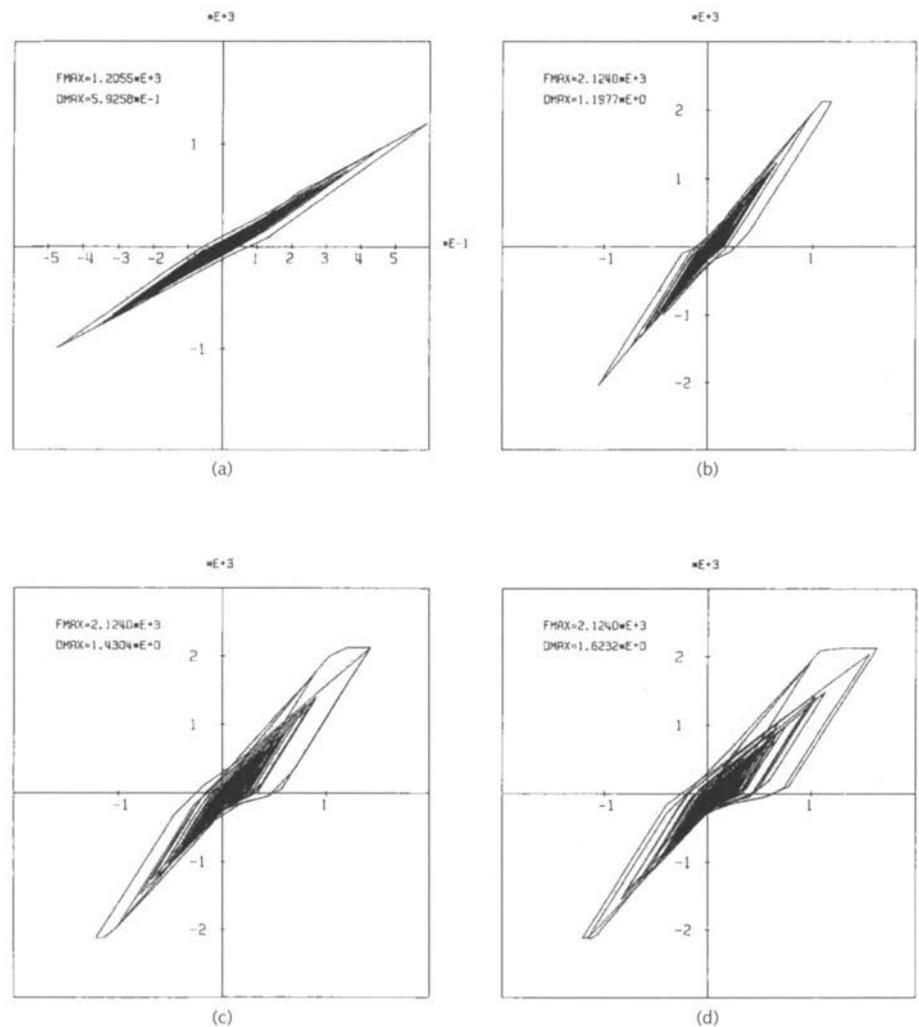 *E+3
FMAX=1.2055*E+3
DMAX=5.9258*E-1
1
-5 -4 -3 -2 -1 1 2 3 4 5 *E-1
-1
(a)
*E+3
FMAX=2.1240*E+3
DMAX=1.1977*E+0
2
1
-1 1
-1
-2
(b)
*E+3
FMAX=2.1240*E+3
DMAX=1.4304*E+0
2
1
-1 1
-1
-2
(c)
*E+3
FMAX=2.1240*E+3
DMAX=1.6232*E+0
2
1
-1 1
-1
-2
(d)